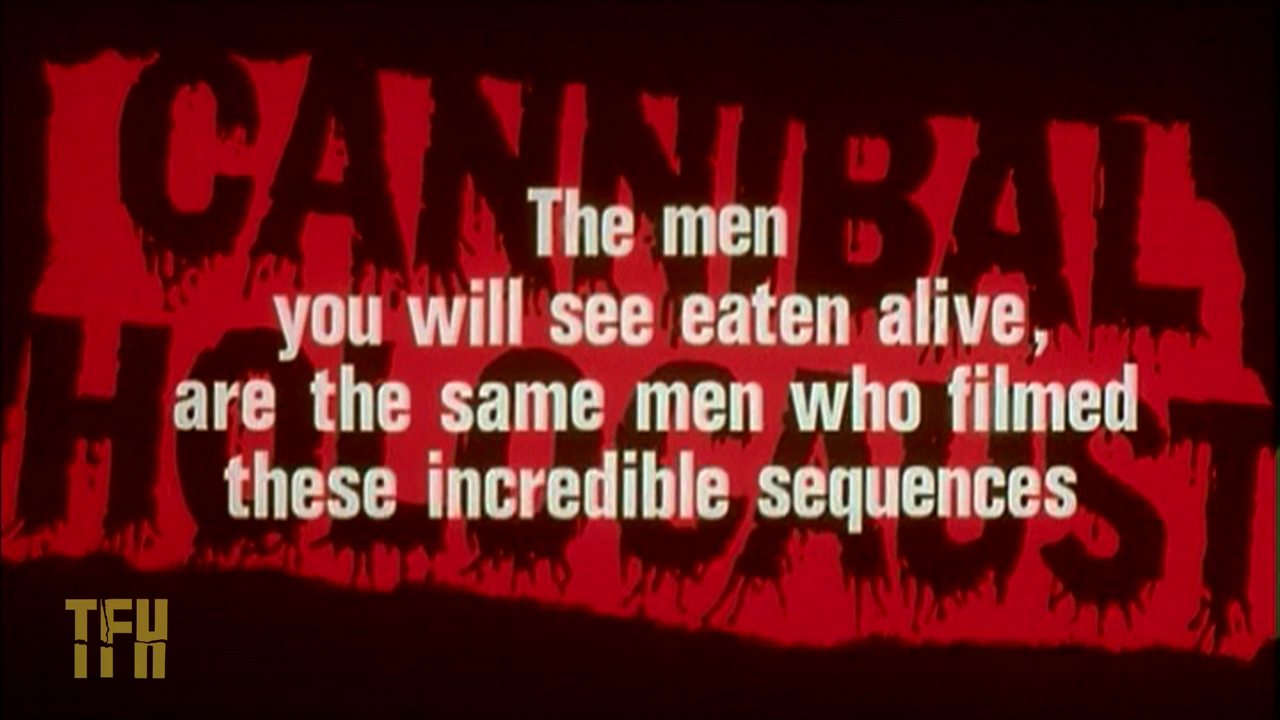 CANNIBAL
HOLOCAUST
The men
you will see eaten alive,
are the same men who filmed
these incredible sequences
TFH